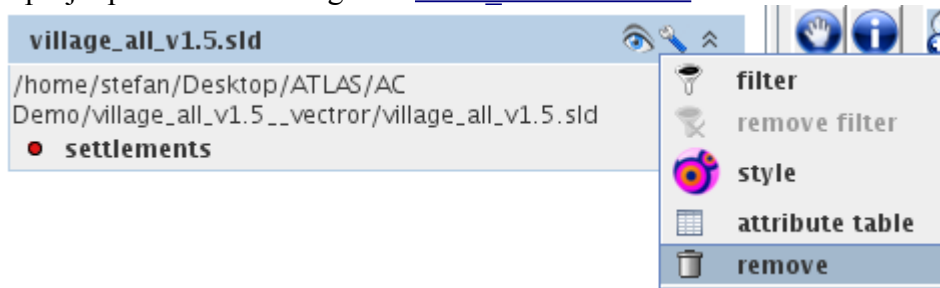 village_all_v1.5.sld
/home/stefan/Desktop/ATLAS/AC
Demo/village_all_v1.5__vectror/village_all_v1.5.sld
settlements
filter
remove filter
style
attribute table
remove